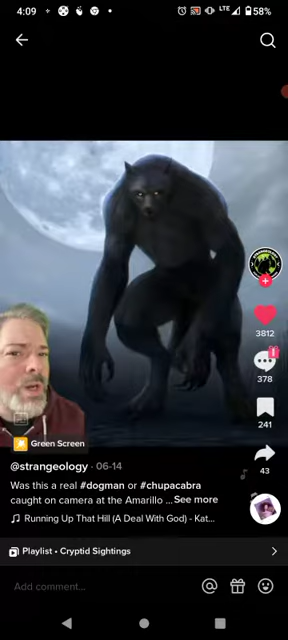 4:09
LTE
58%
3812
378
241
43
Green Screen
@strangeology · 06-14
Was this a real #dogman or #chupacabra
caught on camera at the Amarillo ... See more
Running Up That Hill (A Deal With God) - Kat...
Playlist • Cryptid Sightings
Add comment...